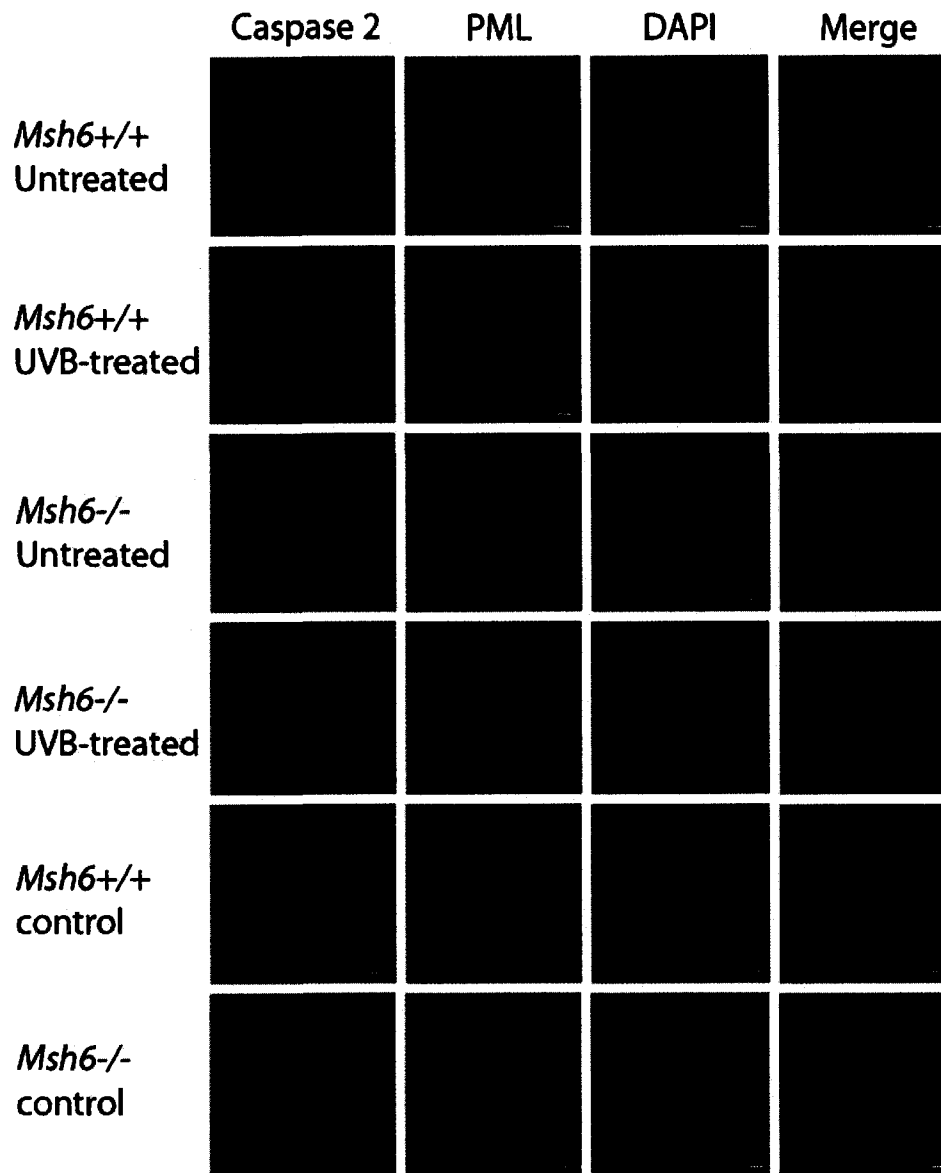 Caspase 2 PML DAPI Merge
Msh6+/+
Untreated
Msh6+/+
UVB-treated
Msh6-/-
Untreated
Msh6-/-
UVB-treated
Msh6+/+
control
Msh6-/-
control